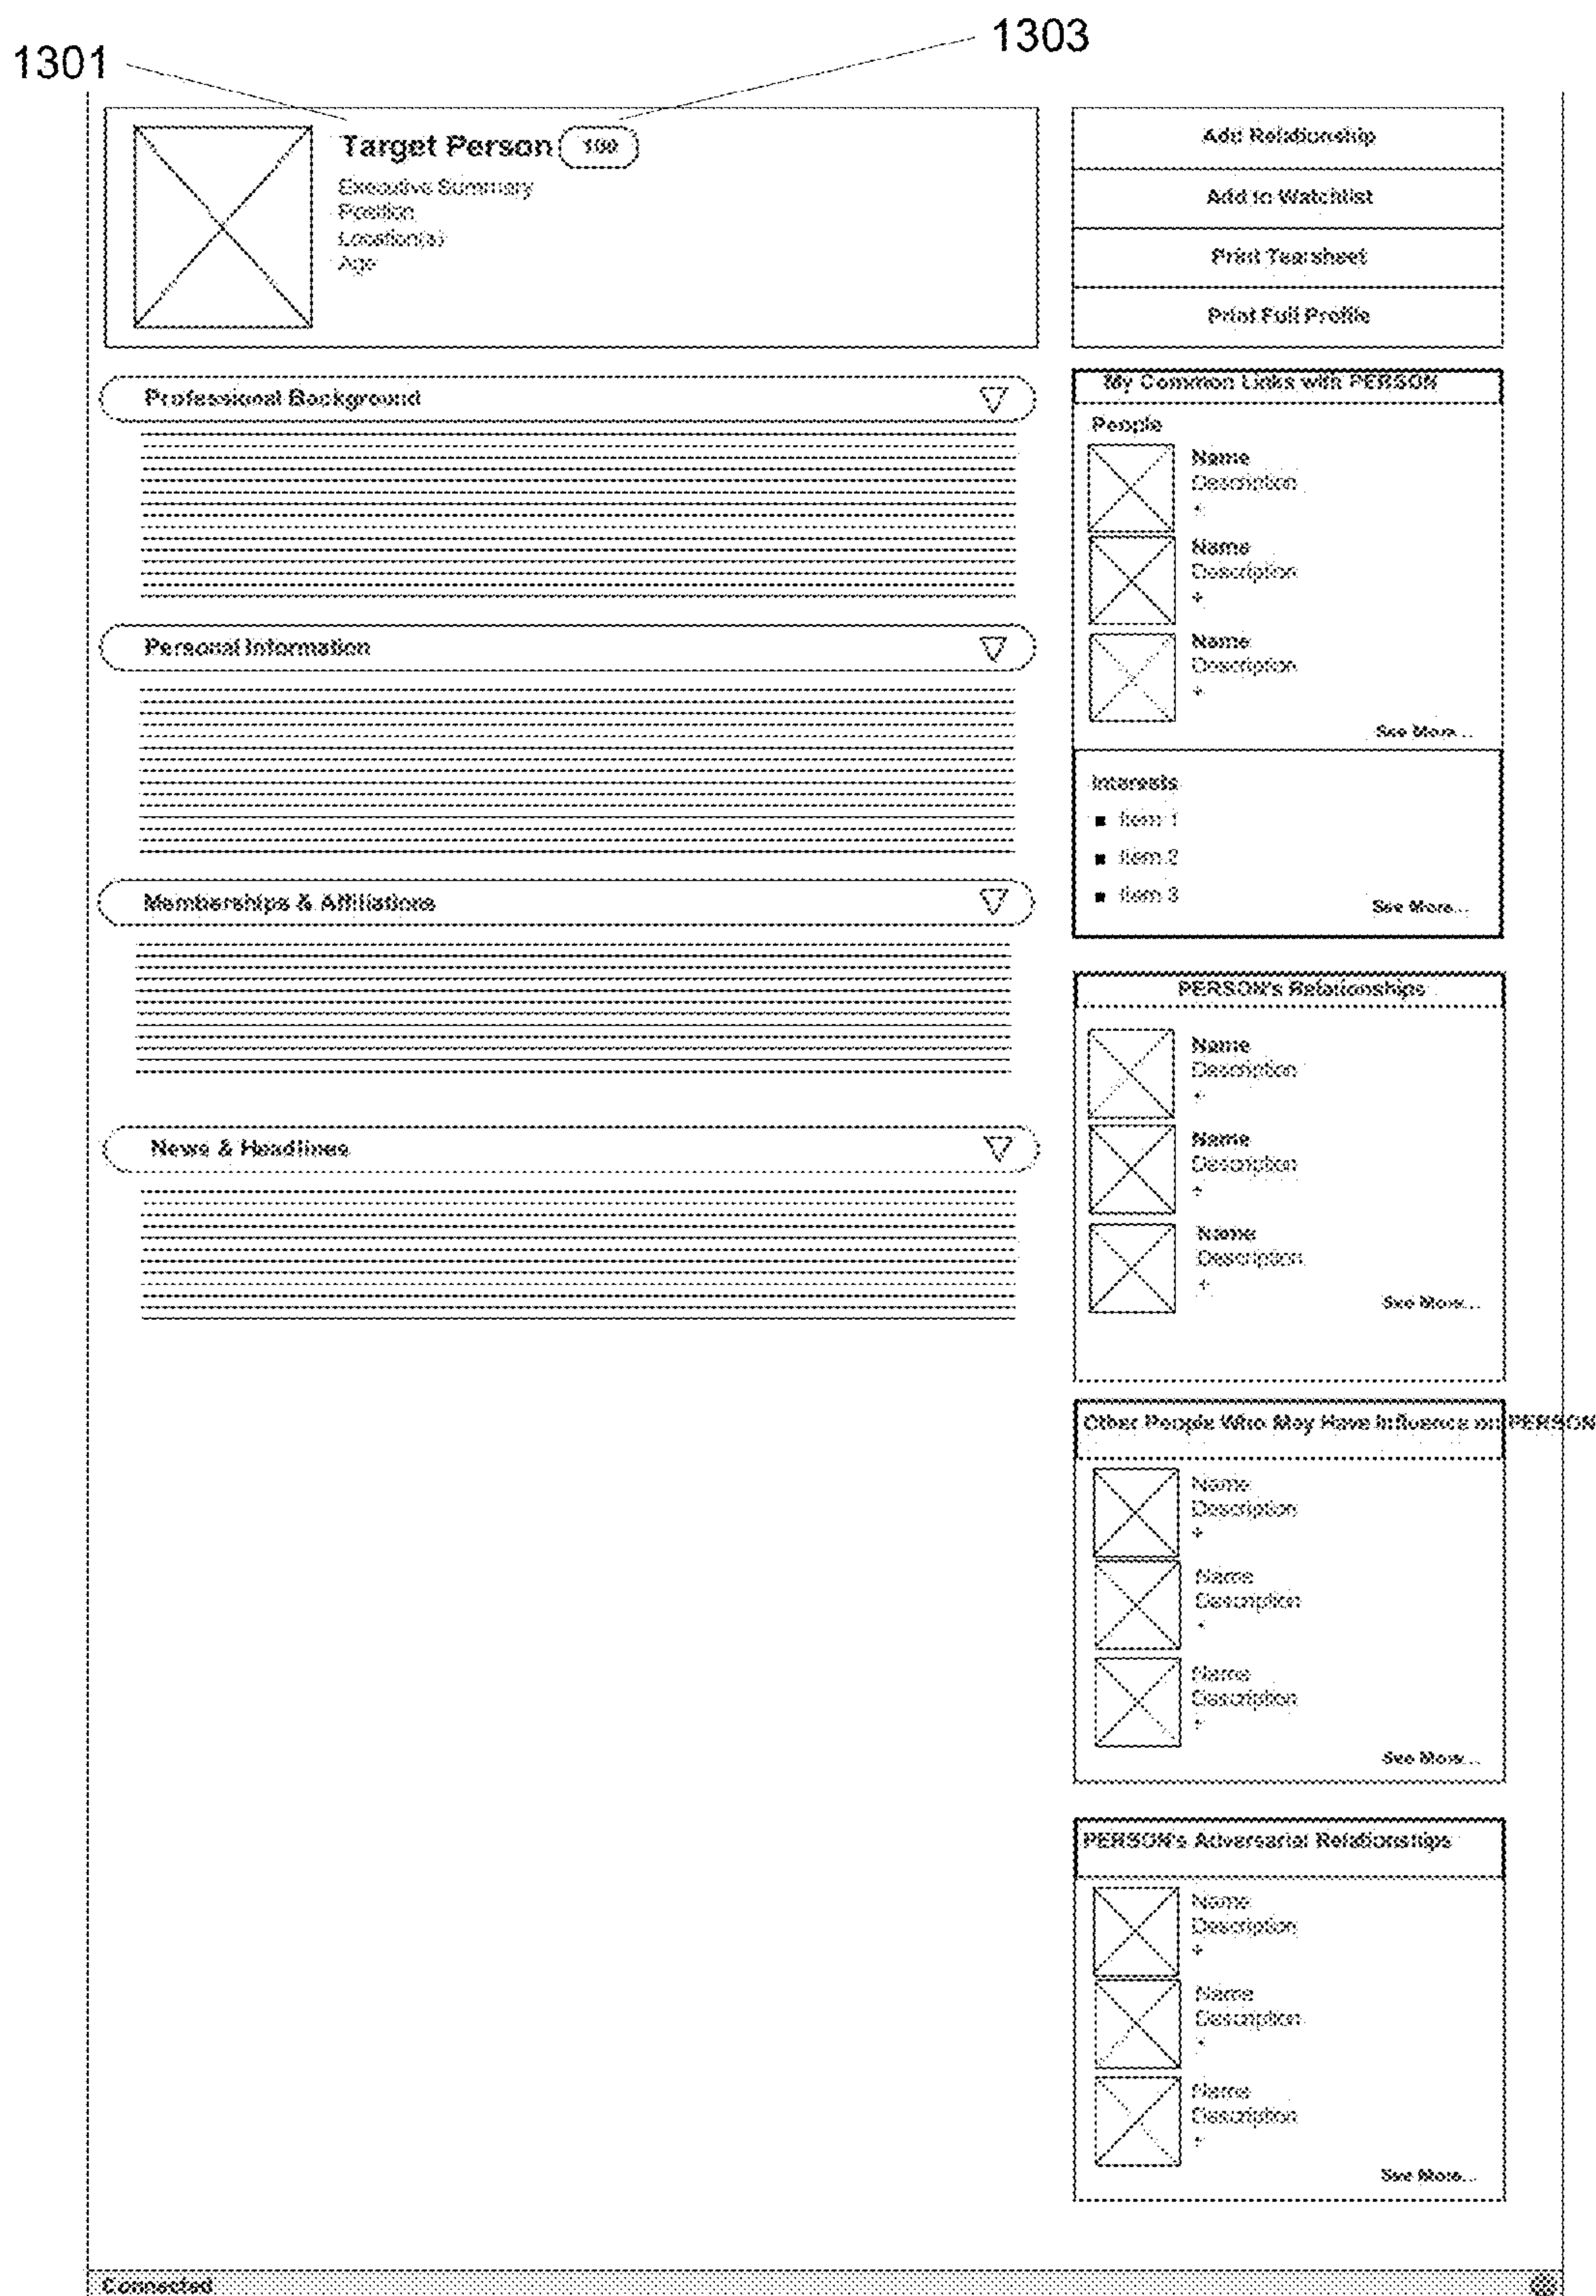 1301
1303
Target Person 100
Executive Summary
Position
Location(s)
Age
Add Relationship
Add to Watchlist
Print Tearsheet
Print Full Profile
Professional Background
Personal Information
Memberships & Affiliations
News & Headlines
My Common Links with PERSON
People
Name
Description
+
Name
Description
+
Name
Description
+
See More...
Interests
■ Item 1
■ Item 2
■ Item 3
See More...
PERSON's Relationships
Name
Description
+
Name
Description
+
Name
Description
+
See More...
Other People Who May Have Influence on PERSON
Name
Description
+
Name
Description
+
Name
Description
+
See More...
PERSON's Adversarial Relationships
Name
Description
+
Name
Description
+
Name
Description
+
See More...
Connected